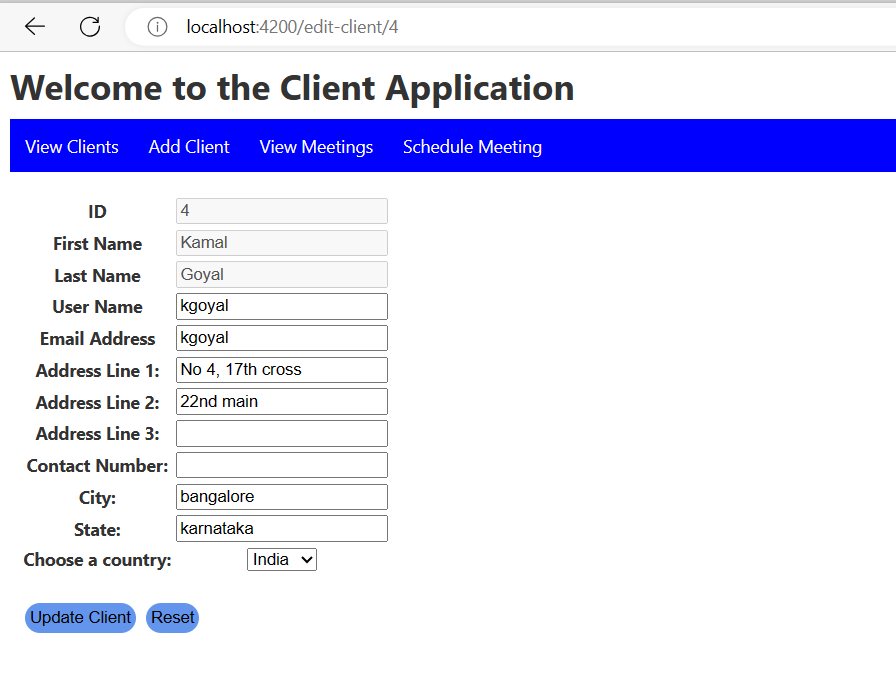 localhost:4200/edit-client/4
Welcome to the Client Application
View Clients Add Client View Meetings Schedule Meeting
ID 4
First Name Kamal
Last Name Goyal
User Name kgoyal
Email Address kgoyal
Address Line 1: No 4, 17th cross
Address Line 2: 22nd main
Address Line 3:
Contact Number:
City: bangalore
State: karnataka
Choose a country: India
Update Client Reset